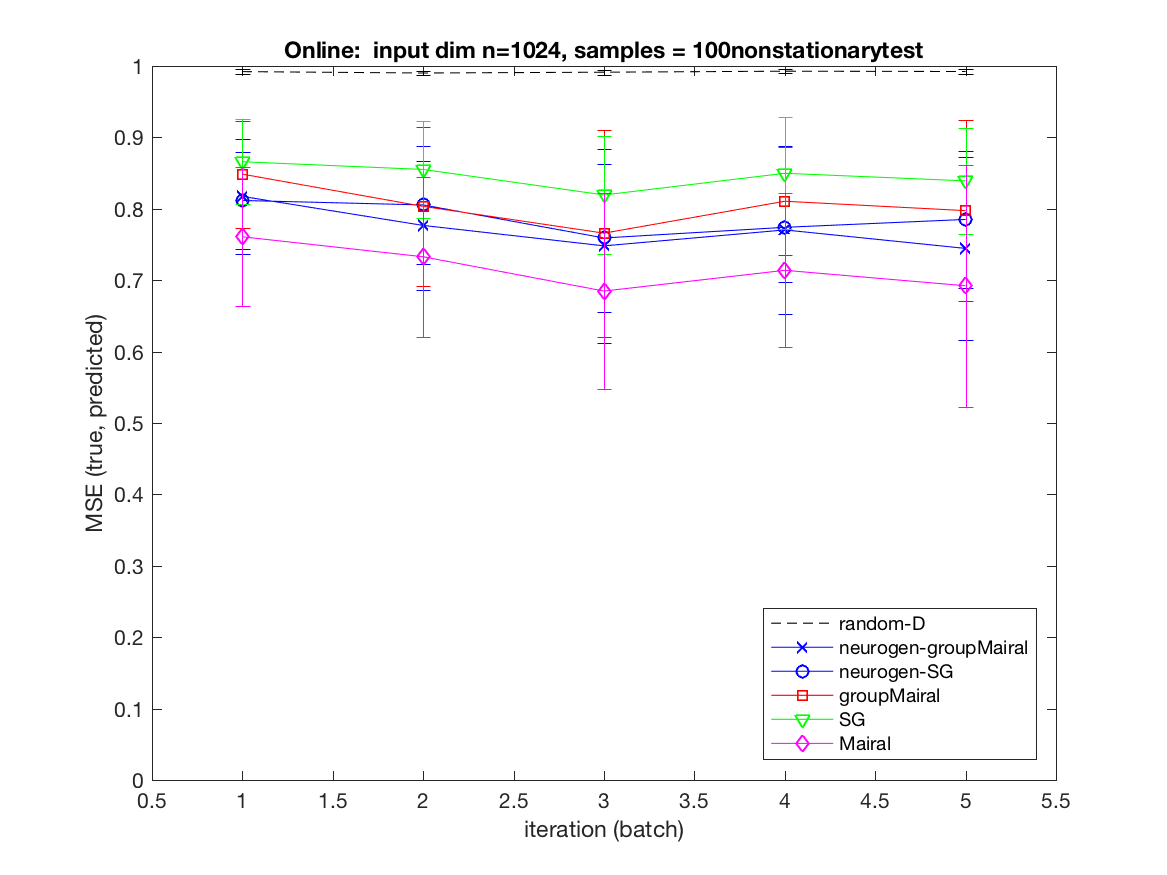 Online:  input dim n=1024, samples = 100nonstationarytest
MSE (true, predicted)
1
0.9
0.8
0.7
0.6
0.5
0.4
0.3
0.2
0.1
0
random-D
neurogen-groupMairal
neurogen-SG
groupMairal
SG
Mairal
0.5 1 1.5 2 2.5 3 3.5 4 4.5 5 5.5
iteration (batch)